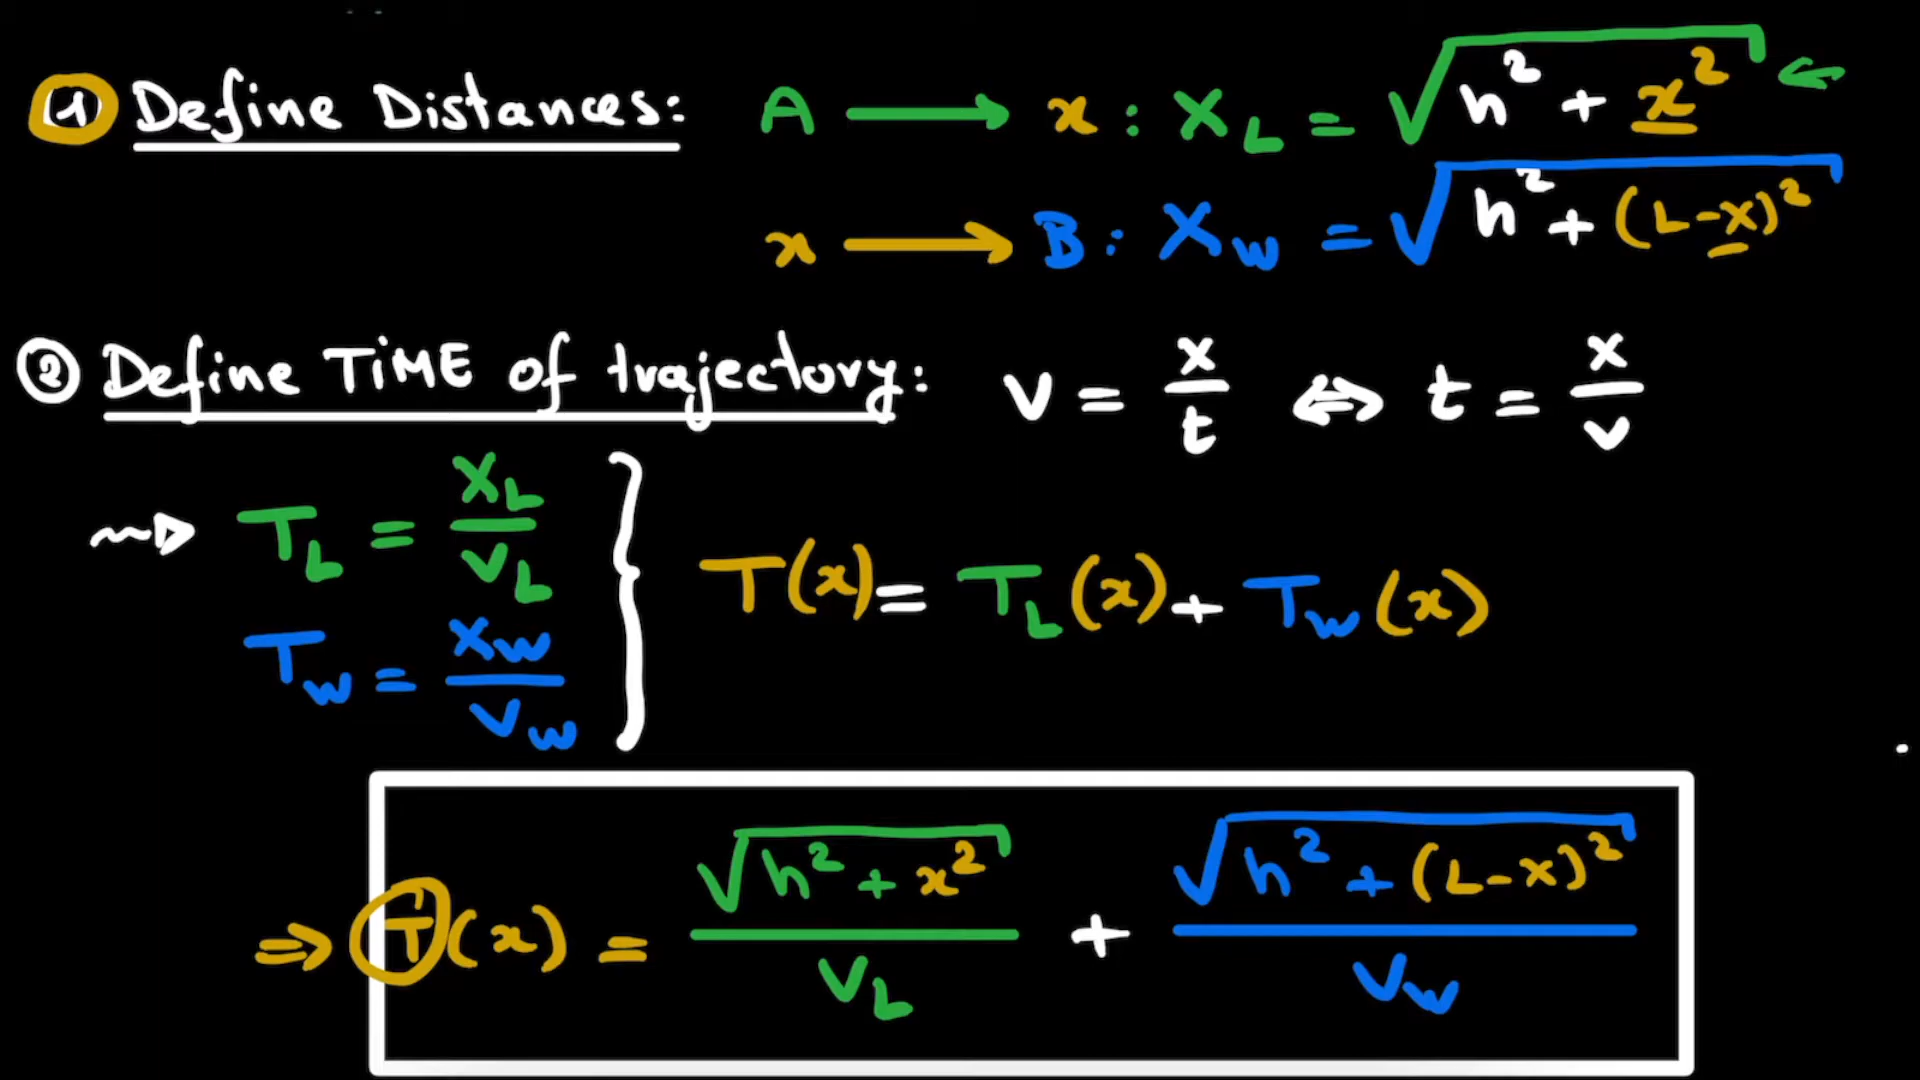 ① Define Distances: A ⟶ x : X_L = √(h² + x²) ⇐
x ⟶ B : X_W = √(h² + (L-x)²)
② Define TiME of trajectory: v = x/t ⇔ t = x/v
⇝ T_L = X_L/V_L
T_W = X_W/V_W } T(x) = T_L(x) + T_W(x)
⇒ T(x) = √(h² + x²)/V_L + √(h² + (L-x)²)/V_W